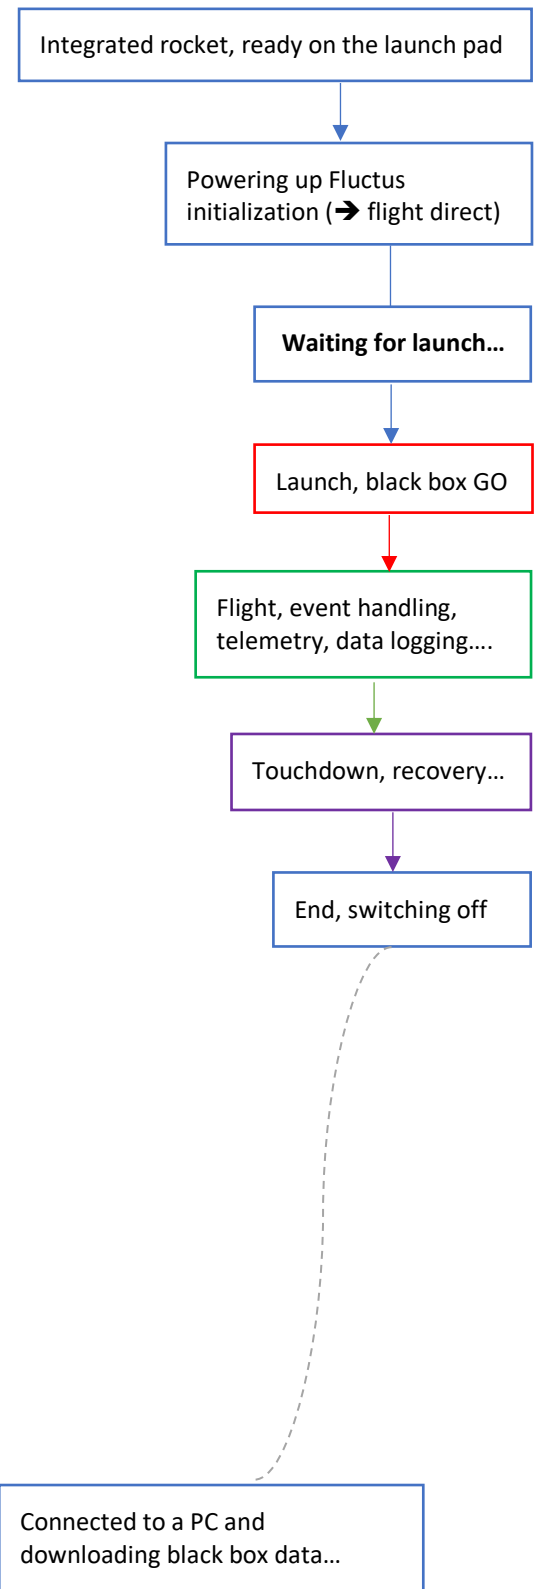 Integrated rocket, ready on the launch pad
Powering up Fluctus
initialization (➔ flight direct)
Waiting for launch…
Launch, black box GO
Flight, event handling,
telemetry, data logging….
Touchdown, recovery…
End, switching off
Connected to a PC and
downloading black box data…